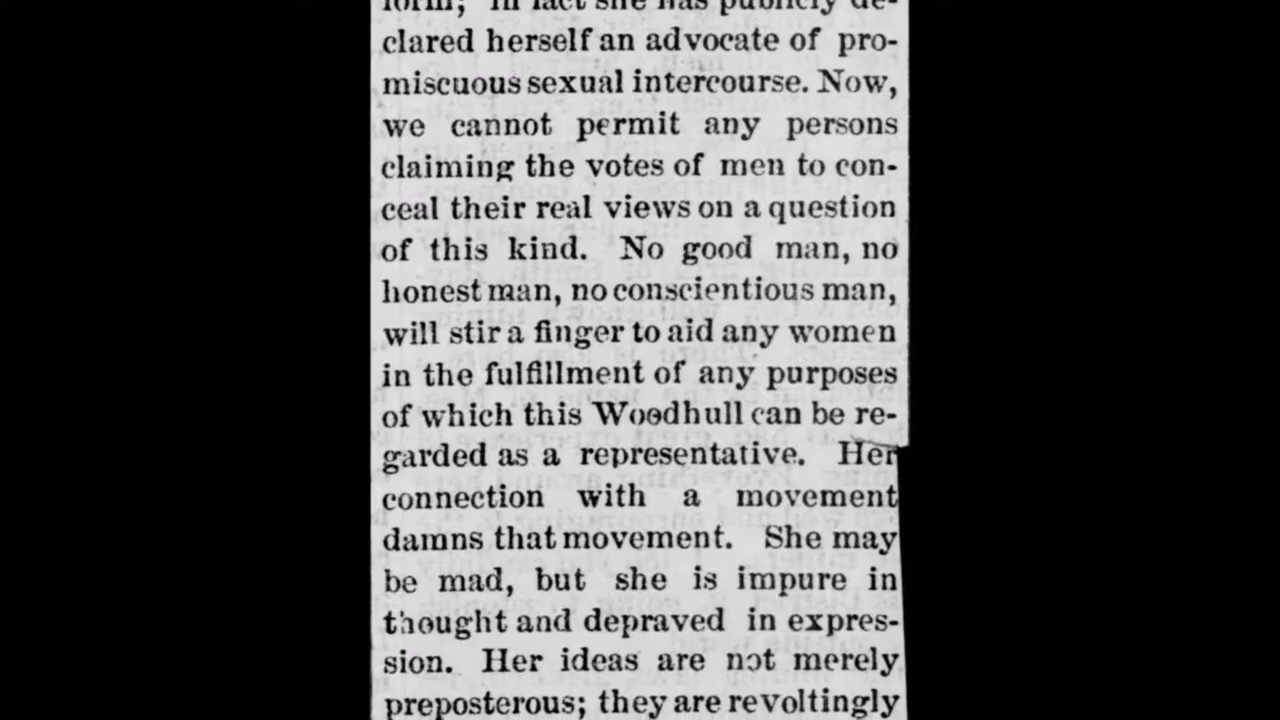 form; in fact she has publicly de-
clared herself an advocate of pro-
miscuous sexual intercourse. Now,
we cannot permit any persons
claiming the votes of men to con-
ceal their real views on a question
of this kind. No good man, no
honest man, no conscientious man,
will stir a finger to aid any women
in the fulfillment of any purposes
of which this Woodhull can be re-
garded as a representative. Her
connection with a movement
damns that movement. She may
be mad, but she is impure in
thought and depraved in expres-
sion. Her ideas are not merely
preposterous; they are revoltingly